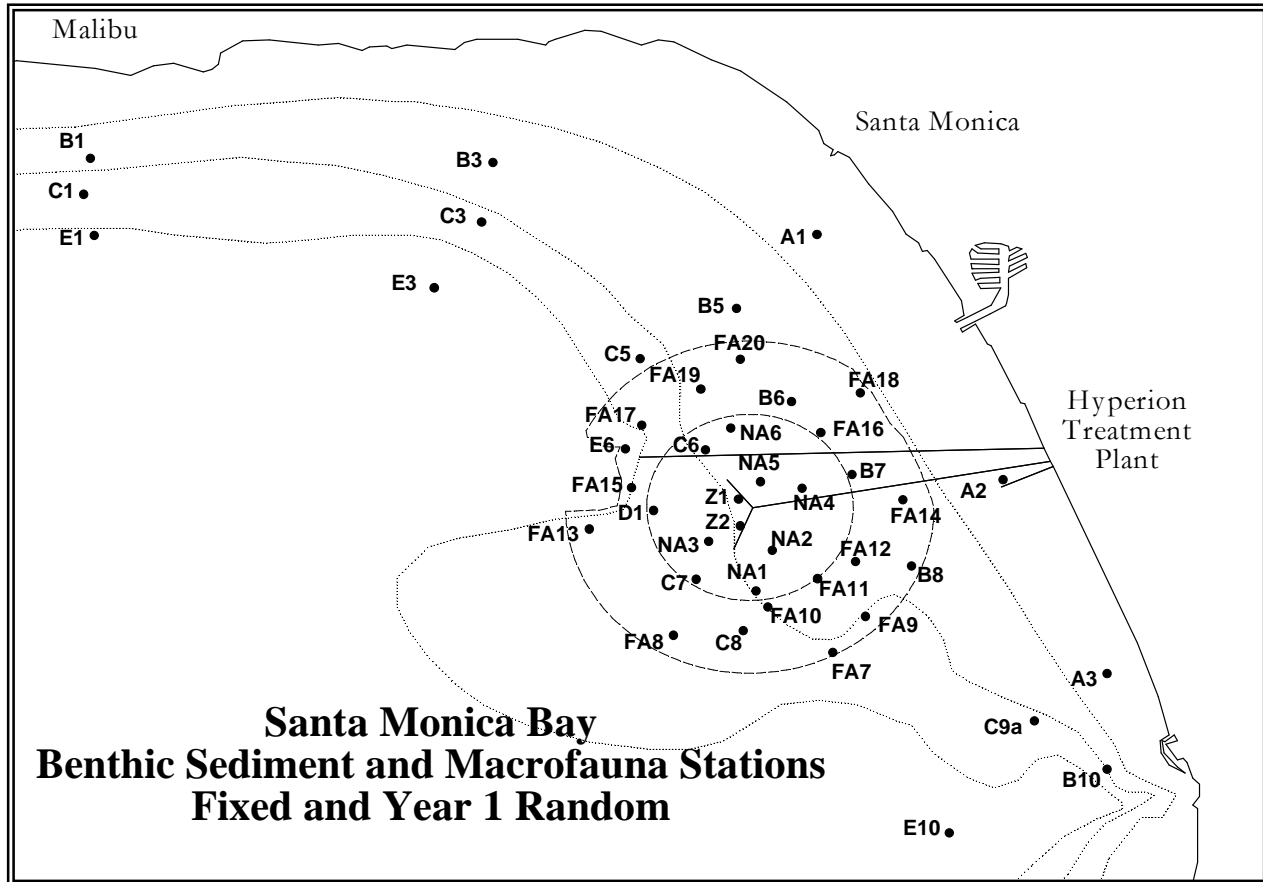 Malibu
Santa Monica
B1
B3
C1
C3
E1
A1
E3
B5
C5
FA20
FA19
FA18
B6
Hyperion
Treatment
Plant
FA17
NA6
FA16
E6
C6
NA5
B7
FA15
Z1
NA4
A2
D1
FA14
Z2
FA13
NA3
NA2
FA12
C7
NA1
FA11
B8
FA10
FA9
FA8
C8
FA7
A3
C9a
B10
E10
Santa Monica Bay
Benthic Sediment and Macrofauna Stations
Fixed and Year 1 Random